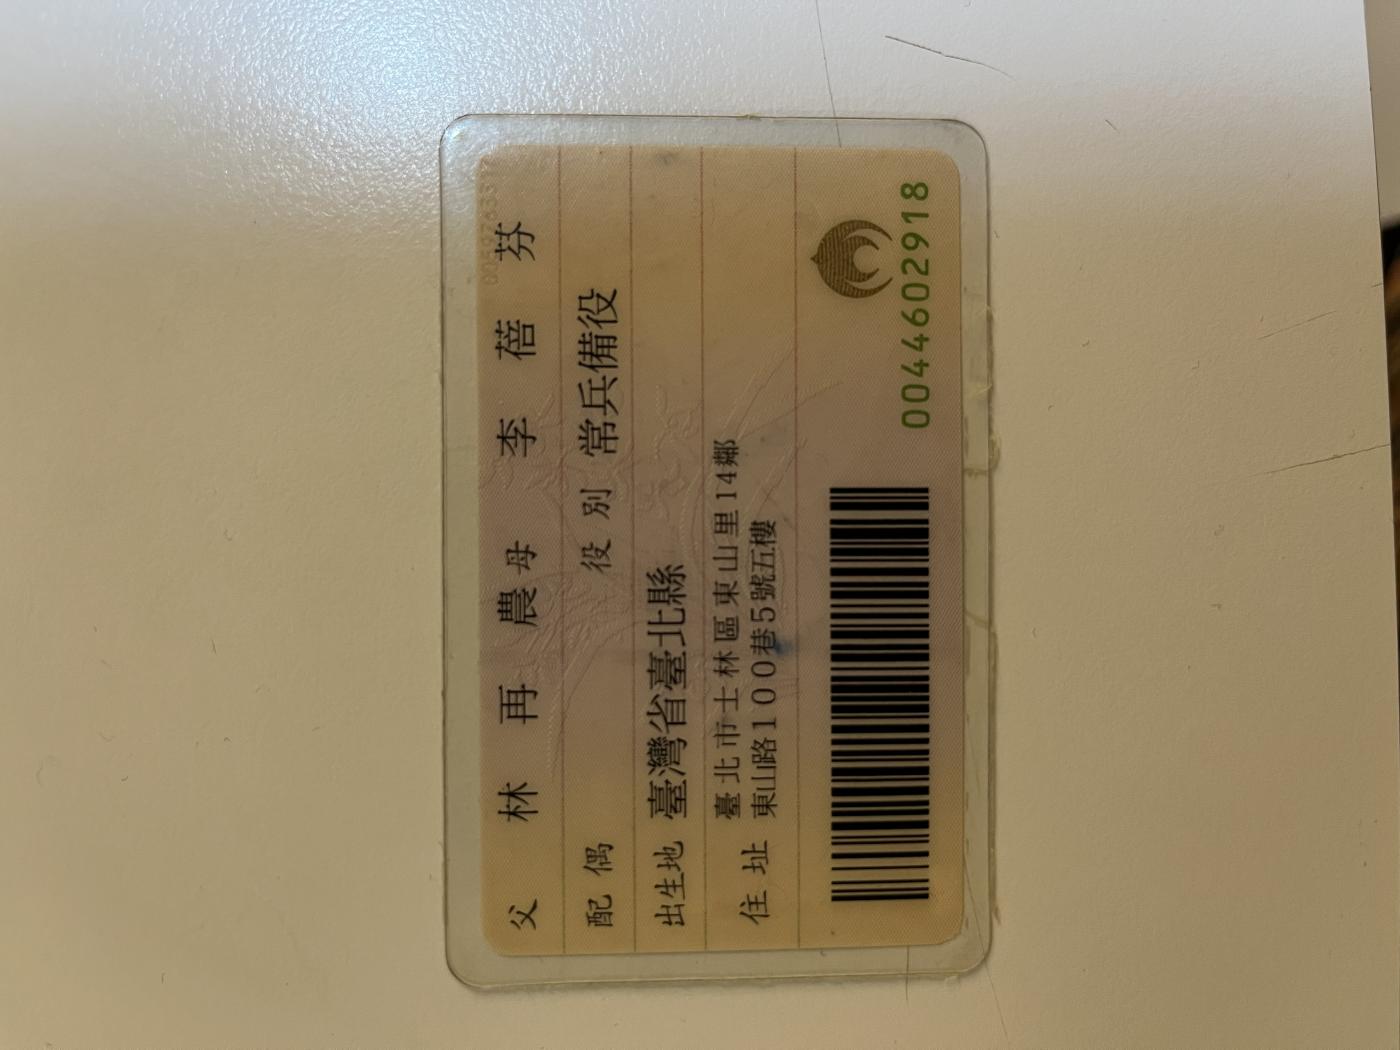 父 林再農 母 李蓓芬
配偶 役別 常兵備役
出生地 臺灣省臺北縣
住址 臺北市士林區東山里14鄰
東山路100巷5號五樓
0044602918